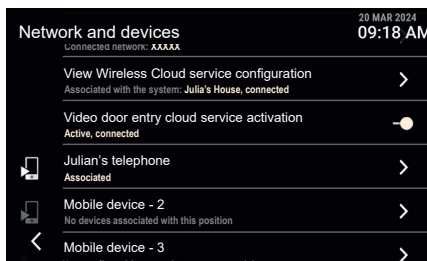 20 MAR 2024
Network and devices 09:18 AM
Connected network: XXXXX
View Wireless Cloud service configuration
Associated with the system: Julia's House, connected
Video door entry cloud service activation
Active, connected
Julian's telephone
Associated
Mobile device - 2
No devices associated with this position
Mobile device - 3